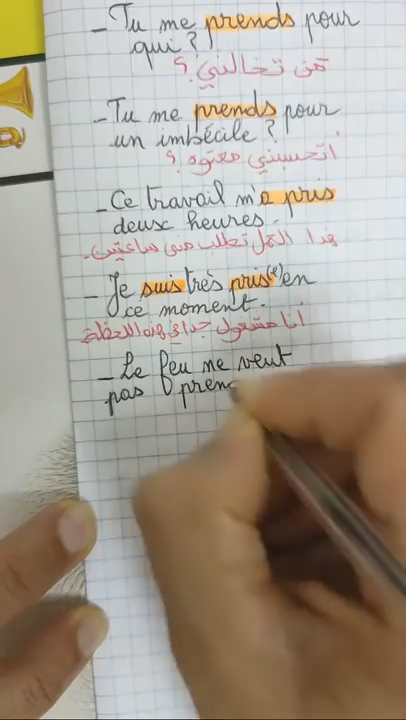 - Tu me prends pour
qui ?
من تخالني ؟
- Tu me prends pour
un imbécile ?
أتحسبني معتوه ؟
- Ce travail m'a pris
deux heures.
هذا العمل تطلب مني ساعتين.
- Je suis très pris(e) en
ce moment.
أنا مشغول جدا في هذه اللحظة
- Le feu ne veut
pas pren